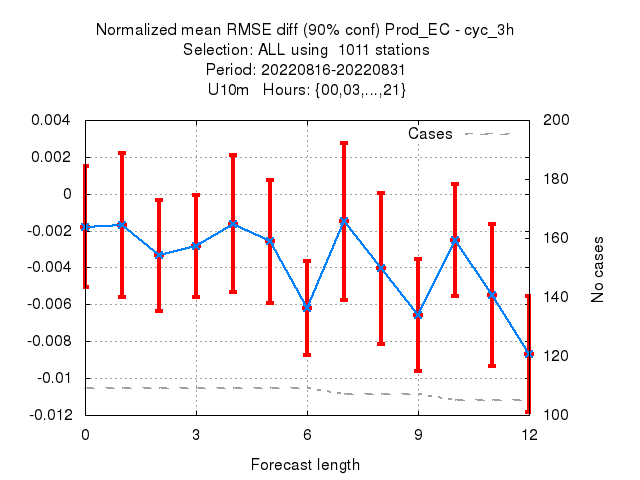 Normalized mean RMSE diff (90% conf) Prod_EC - cyc_3h
Selection: ALL using  1011 stations
Period: 20220816-20220831
U10m   Hours: {00,03,...,21}
Cases
0.004
0.002
0
-0.002
-0.004
-0.006
-0.008
-0.01
-0.012
200
180
160
140
120
100
No cases
0 3 6 9 12
Forecast length